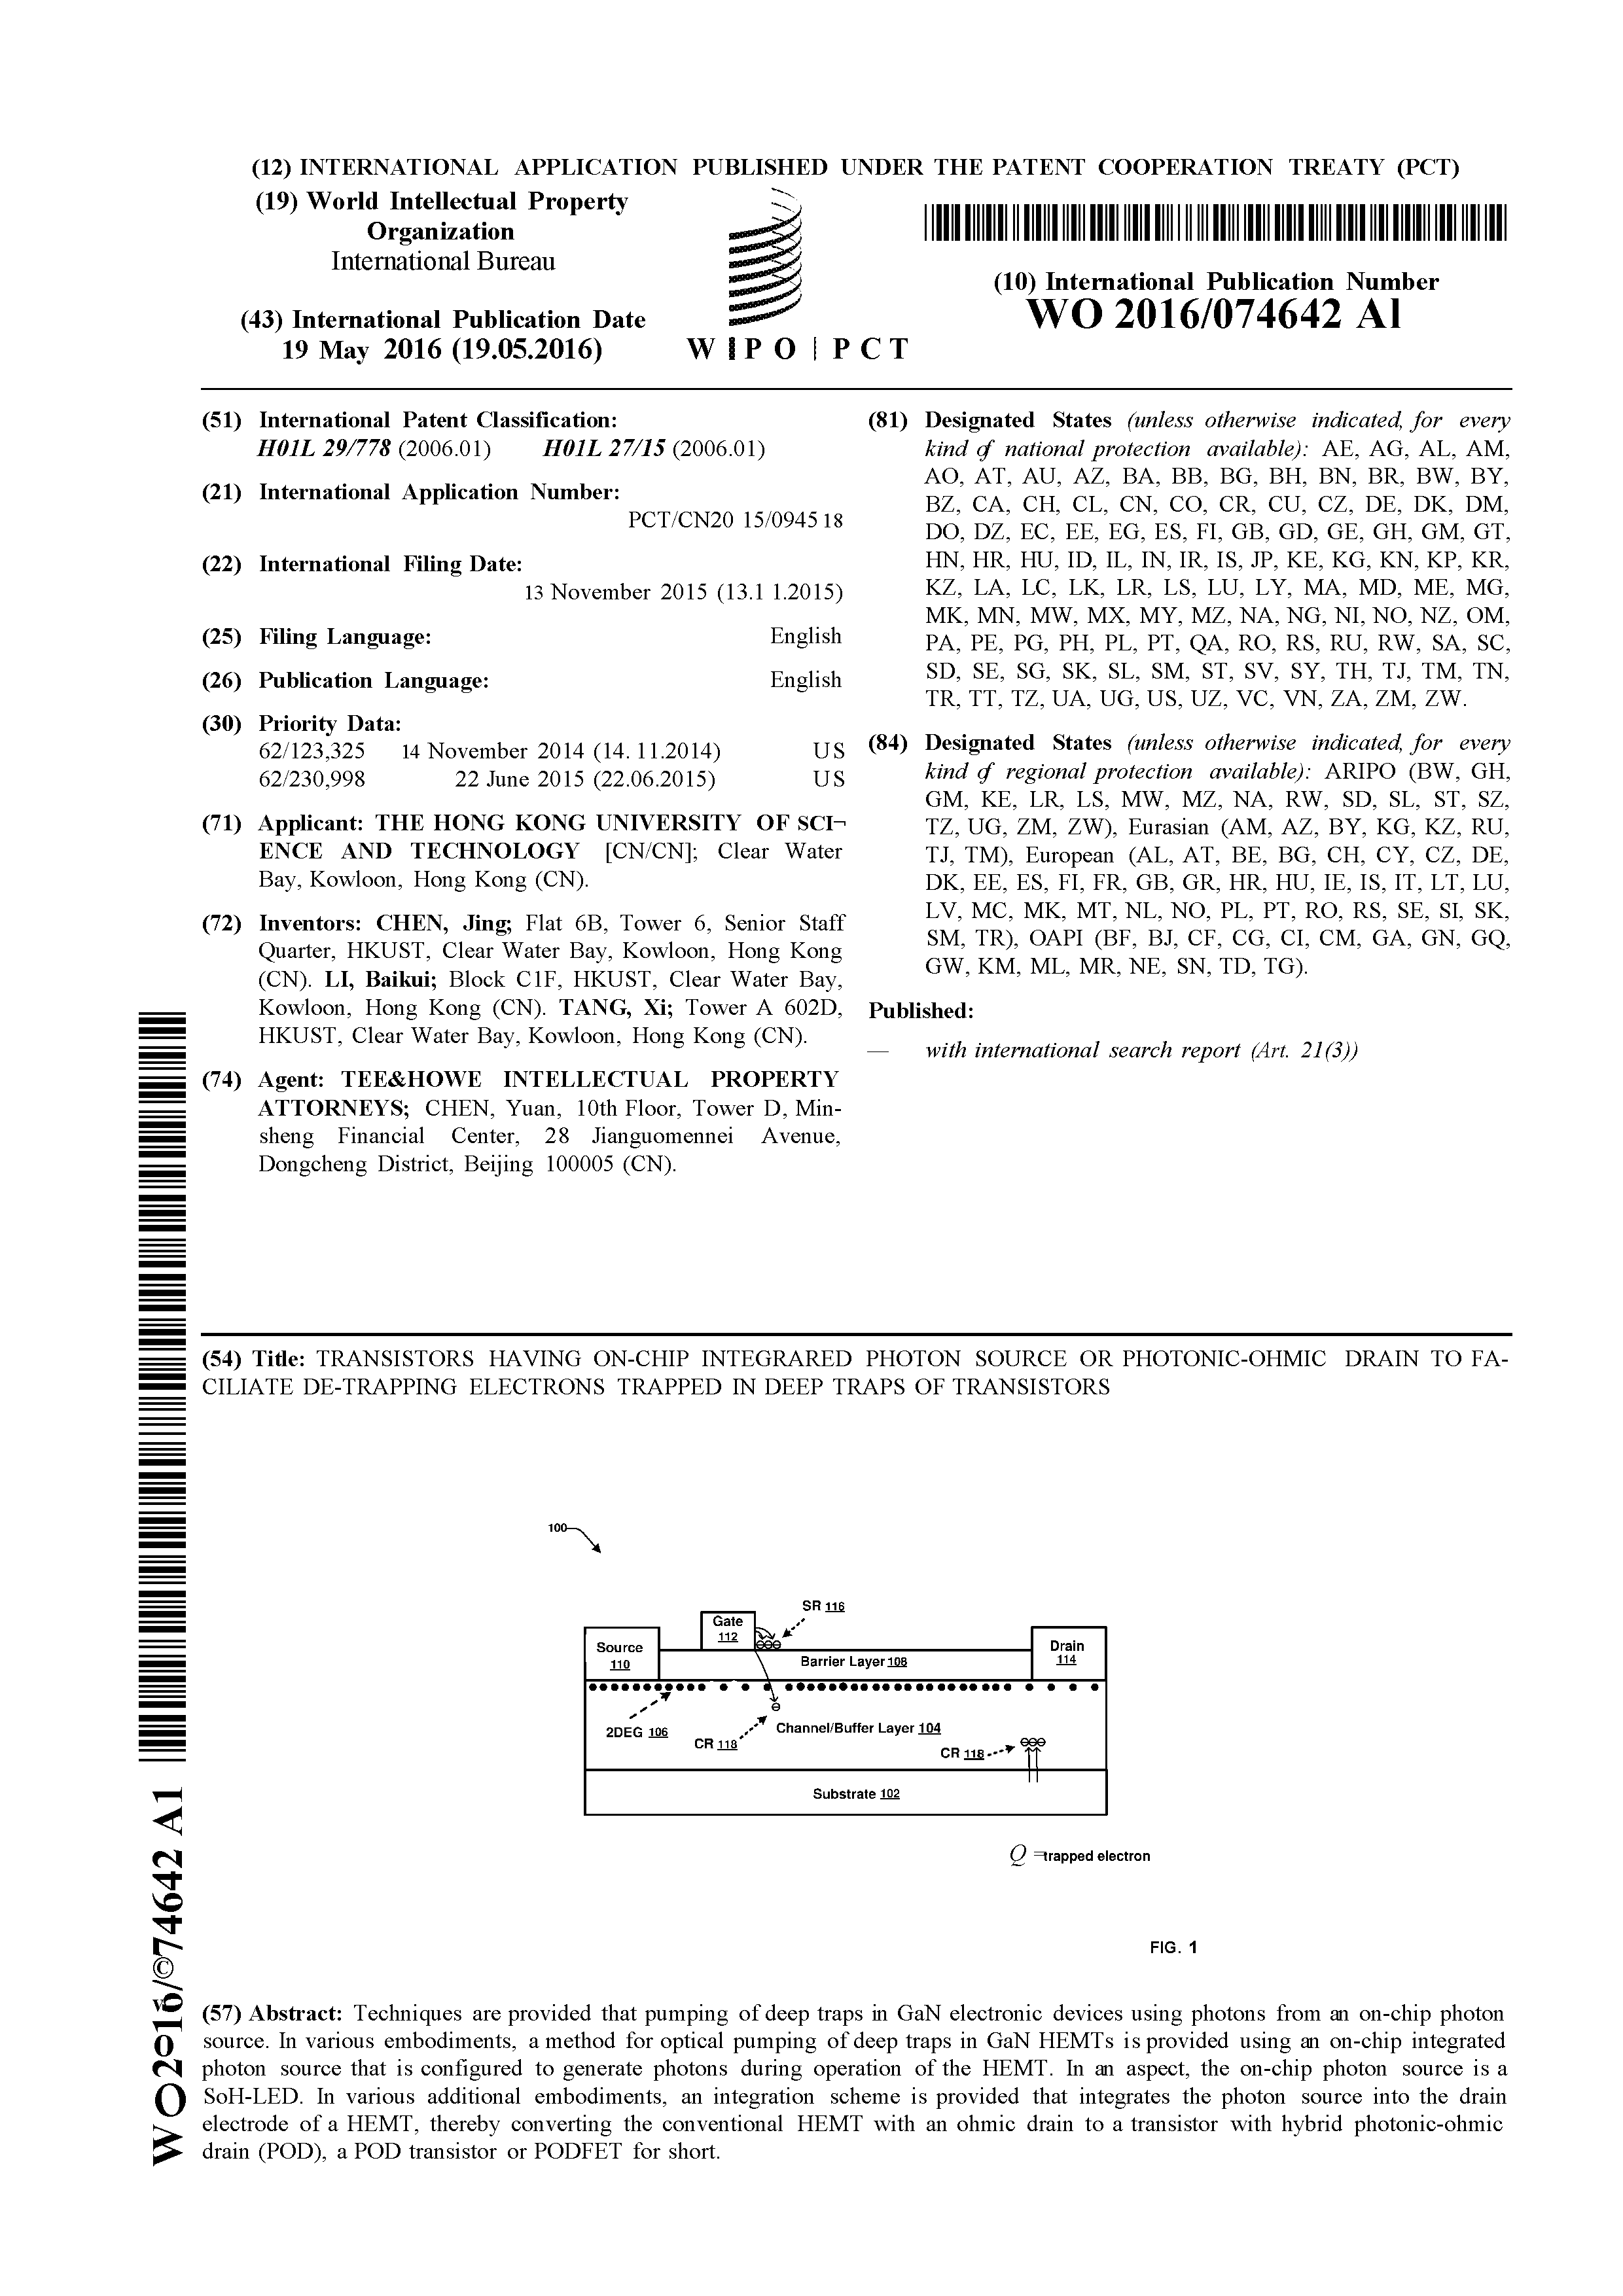 (12) INTERNATIONAL APPLICATION PUBLISHED UNDER THE PATENT COOPERATION TREATY (PCT)
(19) World Intellectual Property
Organization
International Bureau
(43) International Publication Date
19 May 2016 (19.05.2016)
WIPO | PCT
(10) International Publication Number
WO 2016/074642 A1
(51) International Patent Classification:
H01L 29/778 (2006.01) H01L 27/15 (2006.01)
(21) International Application Number:
PCT/CN20 15/0945 18
(22) International Filing Date:
13 November 2015 (13.1 1.2015)
(25) Filing Language: English
(26) Publication Language: English
(30) Priority Data:
62/123,325 14 November 2014 (14. 11.2014) US
62/230,998 22 June 2015 (22.06.2015) US
(71) Applicant: THE HONG KONG UNIVERSITY OF SCI¬
ENCE AND TECHNOLOGY [CN/CN]; Clear Water
Bay, Kowloon, Hong Kong (CN).
(72) Inventors: CHEN, Jing; Flat 6B, Tower 6, Senior Staff
Quarter, HKUST, Clear Water Bay, Kowloon, Hong Kong
(CN). LI, Baikui; Block C1F, HKUST, Clear Water Bay,
Kowloon, Hong Kong (CN). TANG, Xi; Tower A 602D,
HKUST, Clear Water Bay, Kowloon, Hong Kong (CN).
(74) Agent: TEE&HOWE INTELLECTUAL PROPERTY
ATTORNEYS; CHEN, Yuan, 10th Floor, Tower D, Min-
sheng Financial Center, 28 Jianguomennei Avenue,
Dongcheng District, Beijing 100005 (CN).
(81) Designated States (unless otherwise indicated, for every
kind of national protection available): AE, AG, AL, AM,
AO, AT, AU, AZ, BA, BB, BG, BH, BN, BR, BW, BY,
BZ, CA, CH, CL, CN, CO, CR, CU, CZ, DE, DK, DM,
DO, DZ, EC, EE, EG, ES, FI, GB, GD, GE, GH, GM, GT,
HN, HR, HU, ID, IL, IN, IR, IS, JP, KE, KG, KN, KP, KR,
KZ, LA, LC, LK, LR, LS, LU, LY, MA, MD, ME, MG,
MK, MN, MW, MX, MY, MZ, NA, NG, NI, NO, NZ, OM,
PA, PE, PG, PH, PL, PT, QA, RO, RS, RU, RW, SA, SC,
SD, SE, SG, SK, SL, SM, ST, SV, SY, TH, TJ, TM, TN,
TR, TT, TZ, UA, UG, US, UZ, VC, VN, ZA, ZM, ZW.
(84) Designated States (unless otherwise indicated, for every
kind of regional protection available): ARIPO (BW, GH,
GM, KE, LR, LS, MW, MZ, NA, RW, SD, SL, ST, SZ,
TZ, UG, ZM, ZW), Eurasian (AM, AZ, BY, KG, KZ, RU,
TJ, TM), European (AL, AT, BE, BG, CH, CY, CZ, DE,
DK, EE, ES, FI, FR, GB, GR, HR, HU, IE, IS, IT, LT, LU,
LV, MC, MK, MT, NL, NO, PL, PT, RO, RS, SE, SI, SK,
SM, TR), OAPI (BF, BJ, CF, CG, CI, CM, GA, GN, GQ,
GW, KM, ML, MR, NE, SN, TD, TG).
Published:
— with international search report (Art. 21(3))
(54) Title: TRANSISTORS HAVING ON-CHIP INTEGRARED PHOTON SOURCE OR PHOTONIC-OHMIC DRAIN TO FA-
CILIATE DE-TRAPPING ELECTRONS TRAPPED IN DEEP TRAPS OF TRANSISTORS
100
SR 116
Gate
112
Source
110
Drain
114
Barrier Layer 108
2DEG 106
CR 118
Channel/Buffer Layer 104
CR 118
Substrate 102
Q =trapped electron
FIG. 1
(57) Abstract: Techniques are provided that pumping of deep traps in GaN electronic devices using photons from an on-chip photon
source. In various embodiments, a method for optical pumping of deep traps in GaN HEMTs is provided using an on-chip integrated
photon source that is configured to generate photons during operation of the HEMT. In an aspect, the on-chip photon source is a
SoH-LED. In various additional embodiments, an integration scheme is provided that integrates the photon source into the drain
electrode of a HEMT, thereby converting the conventional HEMT with an ohmic drain to a transistor with hybrid photonic-ohmic
drain (POD), a POD transistor or PODFET for short.
WO 2016/©74642 A1